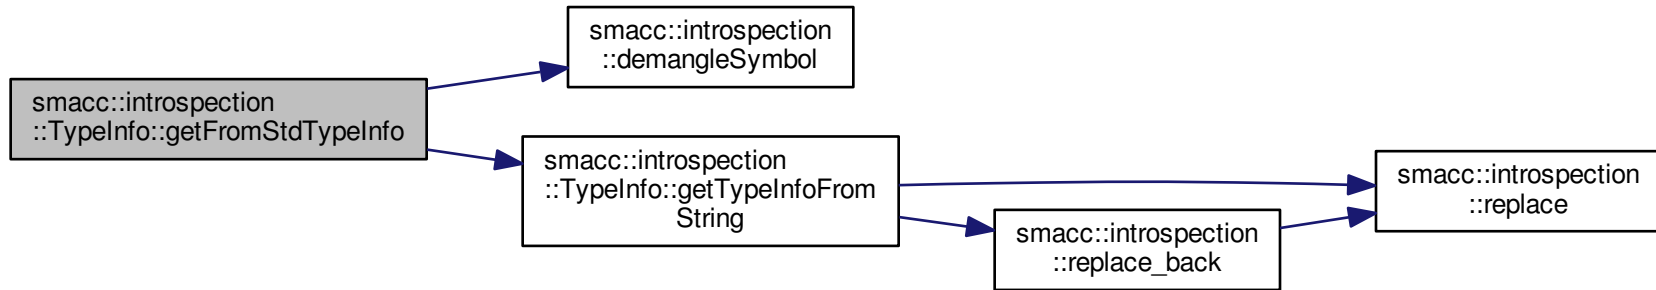 smacc::introspection
::demangleSymbol
smacc::introspection
::TypeInfo::getFromStdTypeInfo
smacc::introspection
::TypeInfo::getTypeInfoFrom
String
smacc::introspection
::replace
smacc::introspection
::replace_back